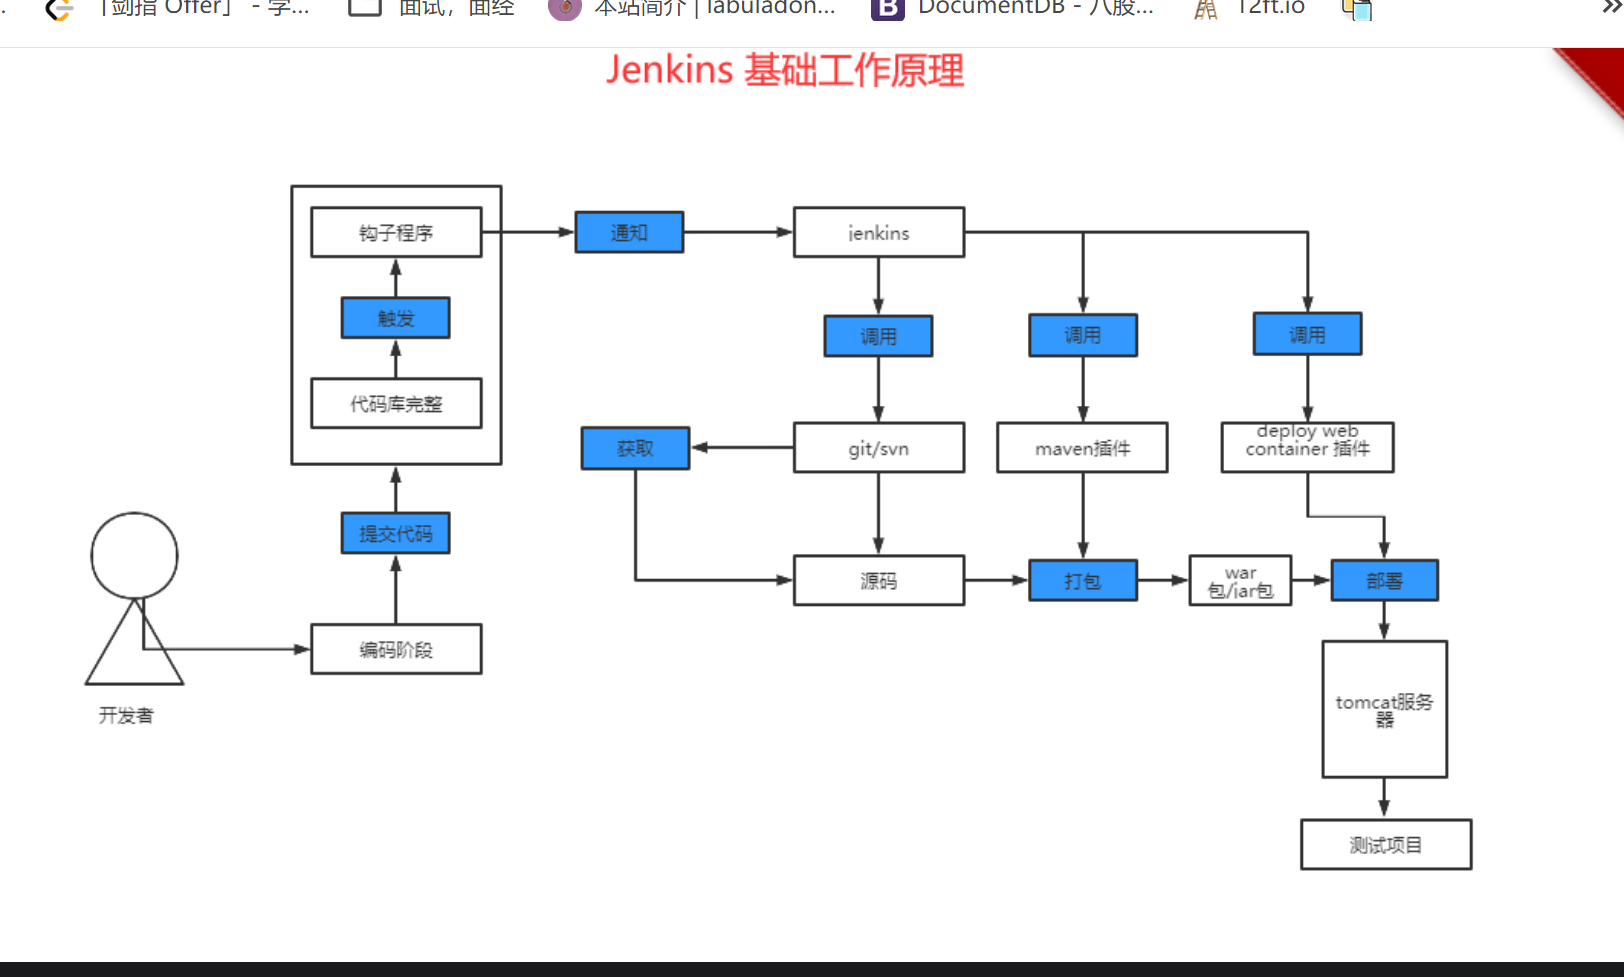 「剑指 Offer」 - 学...
面试，面经
本站简介 | labuladon...
DocumentDB - 八股...
12ft.io
Jenkins 基础工作原理
钩子程序
通知
jenkins
触发
调用
调用
调用
代码库完整
获取
git/svn
maven插件
deploy web
container 插件
提交代码
源码
打包
war
包/jar包
部署
编码阶段
开发者
tomcat服务
器
测试项目